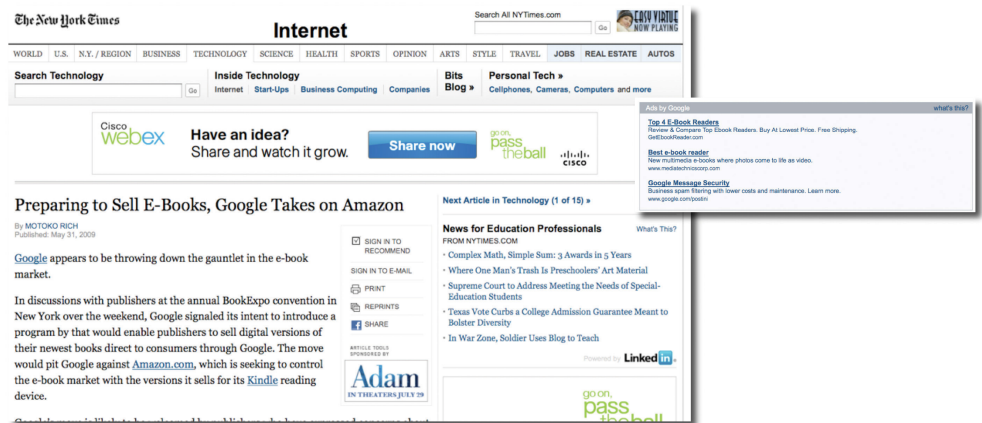 The New York Times
Internet
Search All NYTimes.com
Go
EASY VIRTUE
NOW PLAYING
WORLD U.S. N.Y. / REGION BUSINESS TECHNOLOGY SCIENCE HEALTH SPORTS OPINION ARTS STYLE TRAVEL JOBS REAL ESTATE AUTOS
Search Technology
Go
Inside Technology
Internet Start-Ups Business Computing Companies
Bits
Blog »
Personal Tech »
Cellphones, Cameras, Computers and more
Cisco
webex
Have an idea?
Share and watch it grow.
Share now
go on,
pass
theball
CISCO
Ads by Google what's this?
Top 4 E-Book Readers
Review & Compare Top Ebook Readers. Buy At Lowest Price. Free Shipping.
GetEbookReader.com
Best e-book reader
New multimedia e-books where photos come to life as video.
www.mediatechnicscorp.com
Google Message Security
Business spam filtering with lower costs and maintenance. Learn more.
www.google.com/postini
Preparing to Sell E-Books, Google Takes on Amazon
By MOTOKO RICH
Published: May 31, 2009
Google appears to be throwing down the gauntlet in the e-book
market.
In discussions with publishers at the annual BookExpo convention in
New York over the weekend, Google signaled its intent to introduce a
program by that would enable publishers to sell digital versions of
their newest books direct to consumers through Google. The move
would pit Google against Amazon.com, which is seeking to control
the e-book market with the versions it sells for its Kindle reading
device.
SIGN IN TO
RECOMMEND
SIGN IN TO E-MAIL
PRINT
REPRINTS
SHARE
ARTICLE TOOLS
SPONSORED BY
Adam
IN THEATERS JULY 29
Next Article in Technology (1 of 15) »
News for Education Professionals What's This?
FROM NYTIMES.COM
Complex Math, Simple Sum: 3 Awards in 5 Years
Where One Man's Trash Is Preschoolers' Art Material
Supreme Court to Address Meeting the Needs of Special-
Education Students
Texas Vote Curbs a College Admission Guarantee Meant to
Bolster Diversity
In War Zone, Soldier Uses Blog to Teach
Powered by Linked in
go on,
pass